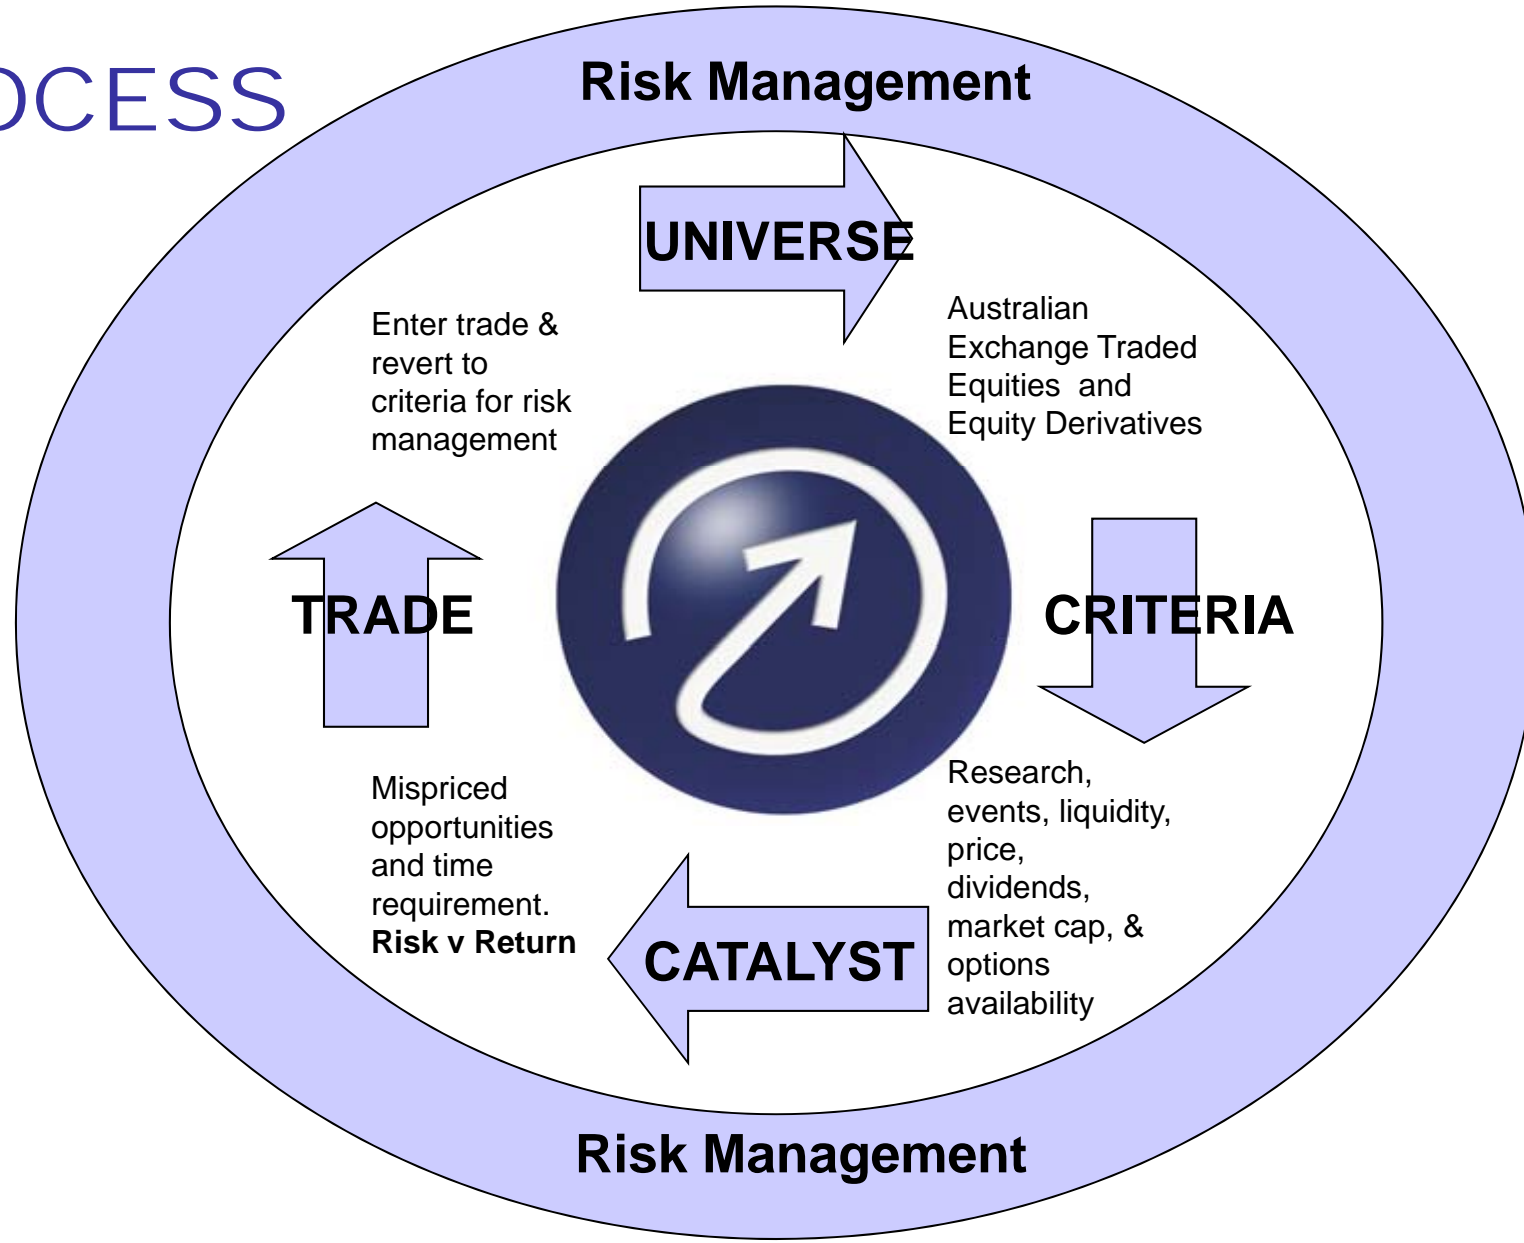 OCESS
Risk Management
UNIVERSE
Australian
Exchange Traded
Equities and
Equity Derivatives
CRITERIA
Research,
events, liquidity,
price,
dividends,
market cap, &
options
availability
CATALYST
Mispriced
opportunities
and time
requirement.
Risk v Return
TRADE
Enter trade &
revert to
criteria for risk
management
Risk Management